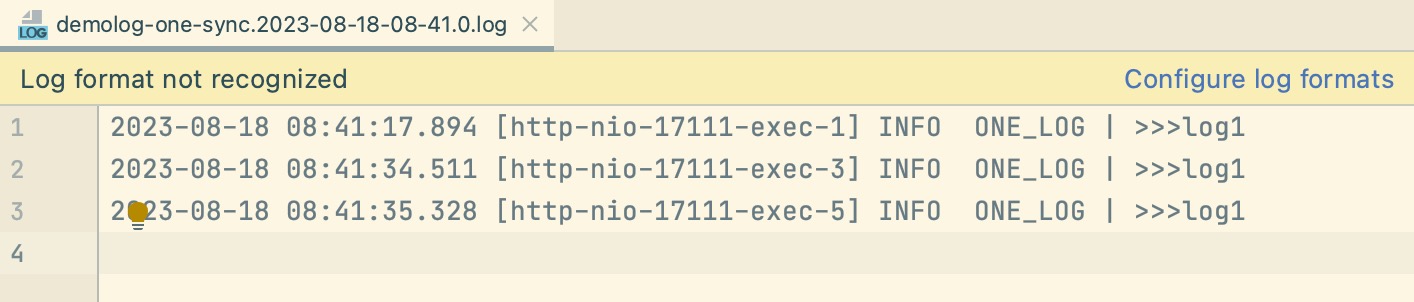 LOG demolog-one-sync.2023-08-18-08-41.0.log
Log format not recognized Configure log formats
1 2023-08-18 08:41:17.894 [http-nio-17111-exec-1] INFO  ONE_LOG | >>>log1
2 2023-08-18 08:41:34.511 [http-nio-17111-exec-3] INFO  ONE_LOG | >>>log1
3 2023-08-18 08:41:35.328 [http-nio-17111-exec-5] INFO  ONE_LOG | >>>log1
4